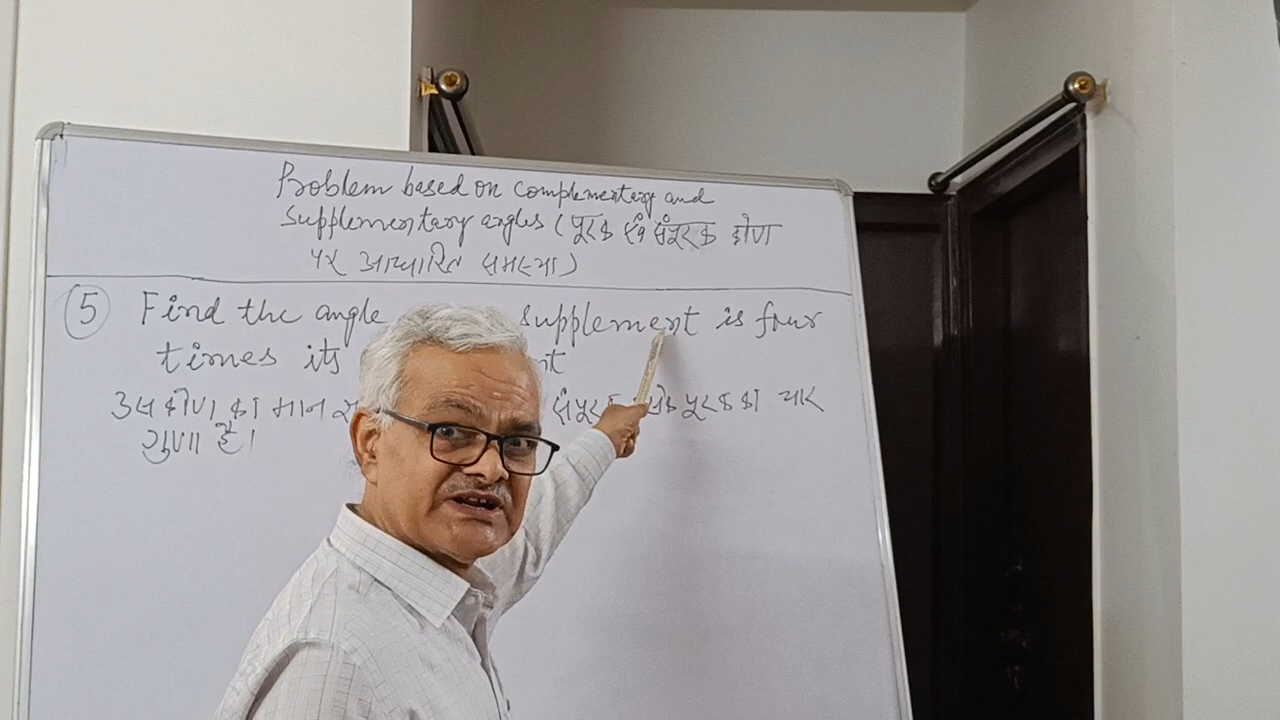 Problem based on complementary and
Supplementary angles (पूरक एंव संपूरक कोण
पर आधारित समस्या)
5 Find the angle supplement is four
times its
उस कोण का मान संपूरक उसके पूरक का चार
गुणा है।